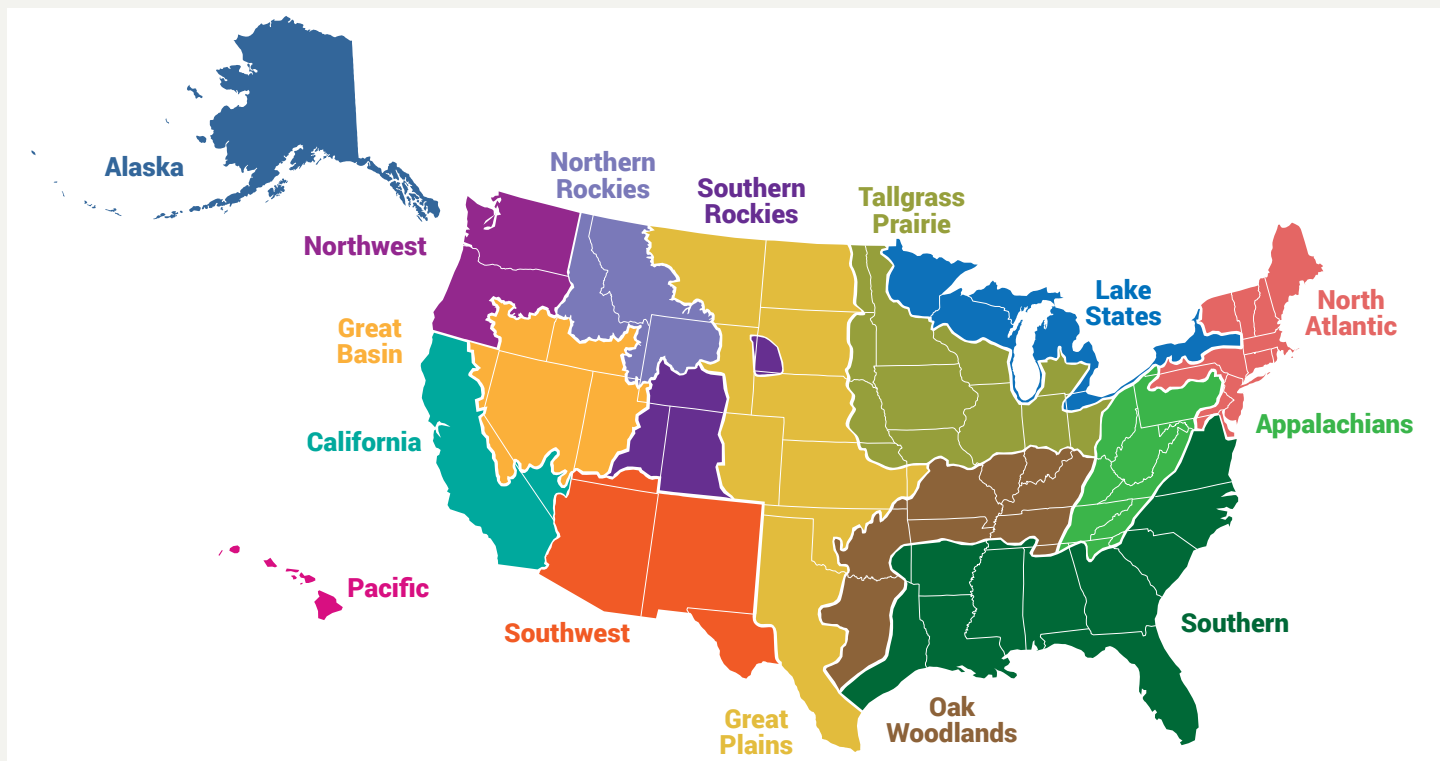 Alaska
Northern
Rockies
Southern
Rockies
Tallgrass
Prairie
Northwest
Lake
States
North
Atlantic
Great
Basin
California
Appalachians
Pacific
Southwest
Southern
Great
Plains
Oak
Woodlands